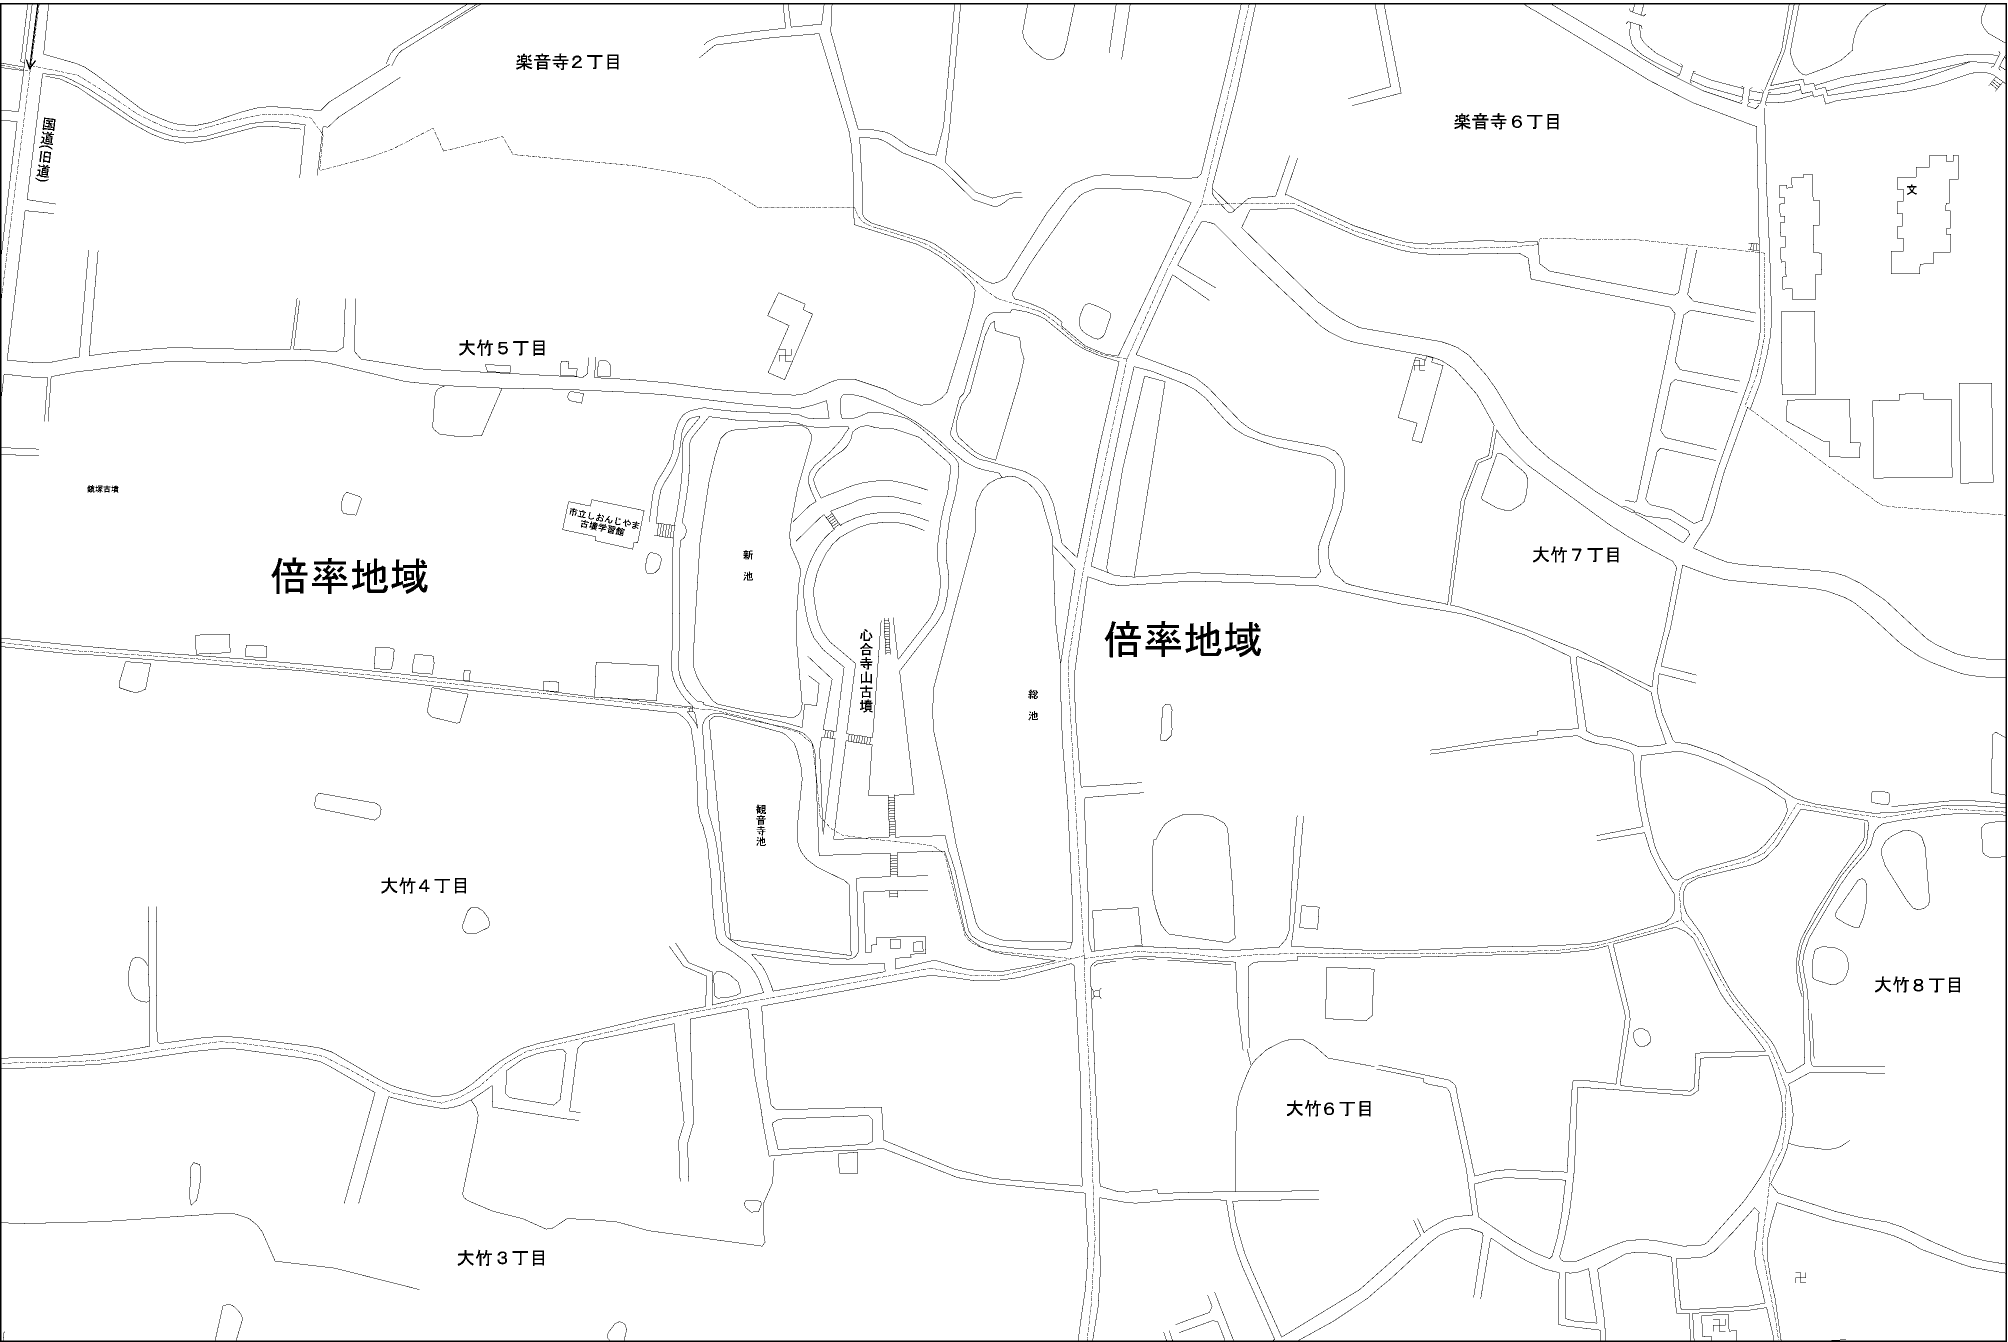 楽音寺２丁目
楽音寺６丁目
国道(旧道)
文
大竹５丁目
鏡塚古墳
市立しおんじやま
古墳学習館
新池
大竹７丁目
倍率地域
倍率地域
心合寺山古墳
総池
観音寺池
大竹４丁目
大竹８丁目
大竹６丁目
大竹３丁目